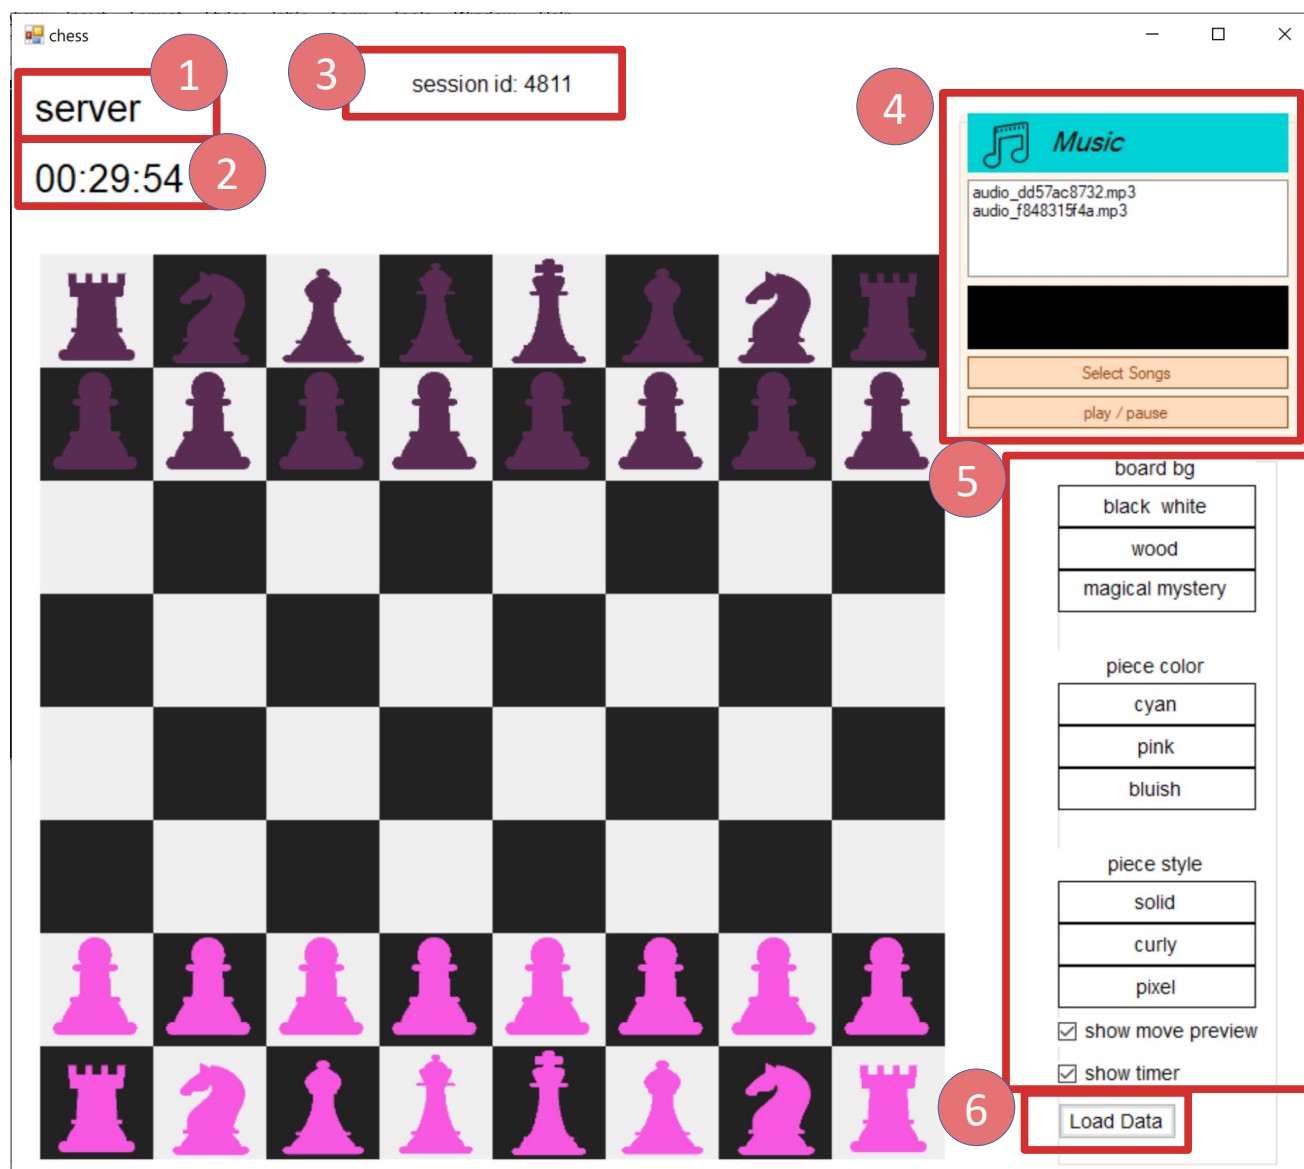 chess
1
server
3
session id: 4811
2
00:29:54
4
Music
audio_dd57ac8732.mp3
audio_f848315f4a.mp3
Select Songs
play / pause
5
board bg
black white
wood
magical mystery
piece color
cyan
pink
bluish
piece style
solid
curly
pixel
show move preview
show timer
6
Load Data